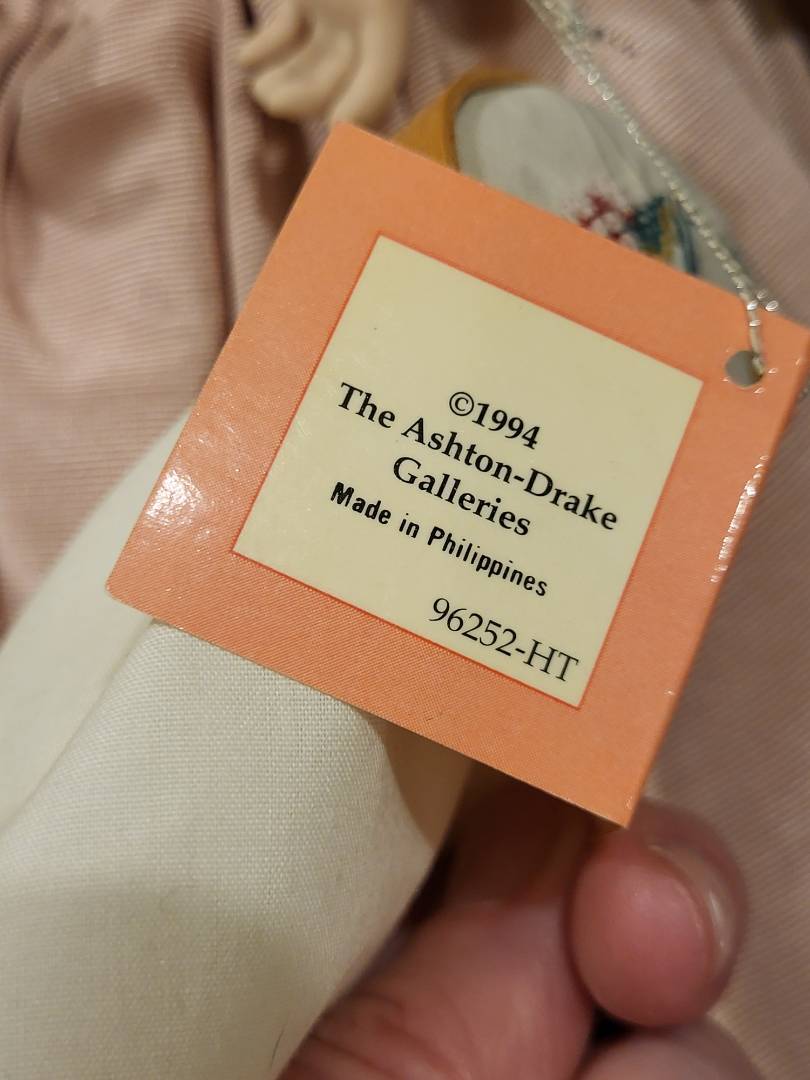 ©1994
The Ashton-Drake
Galleries
Made in Philippines
96252-HT